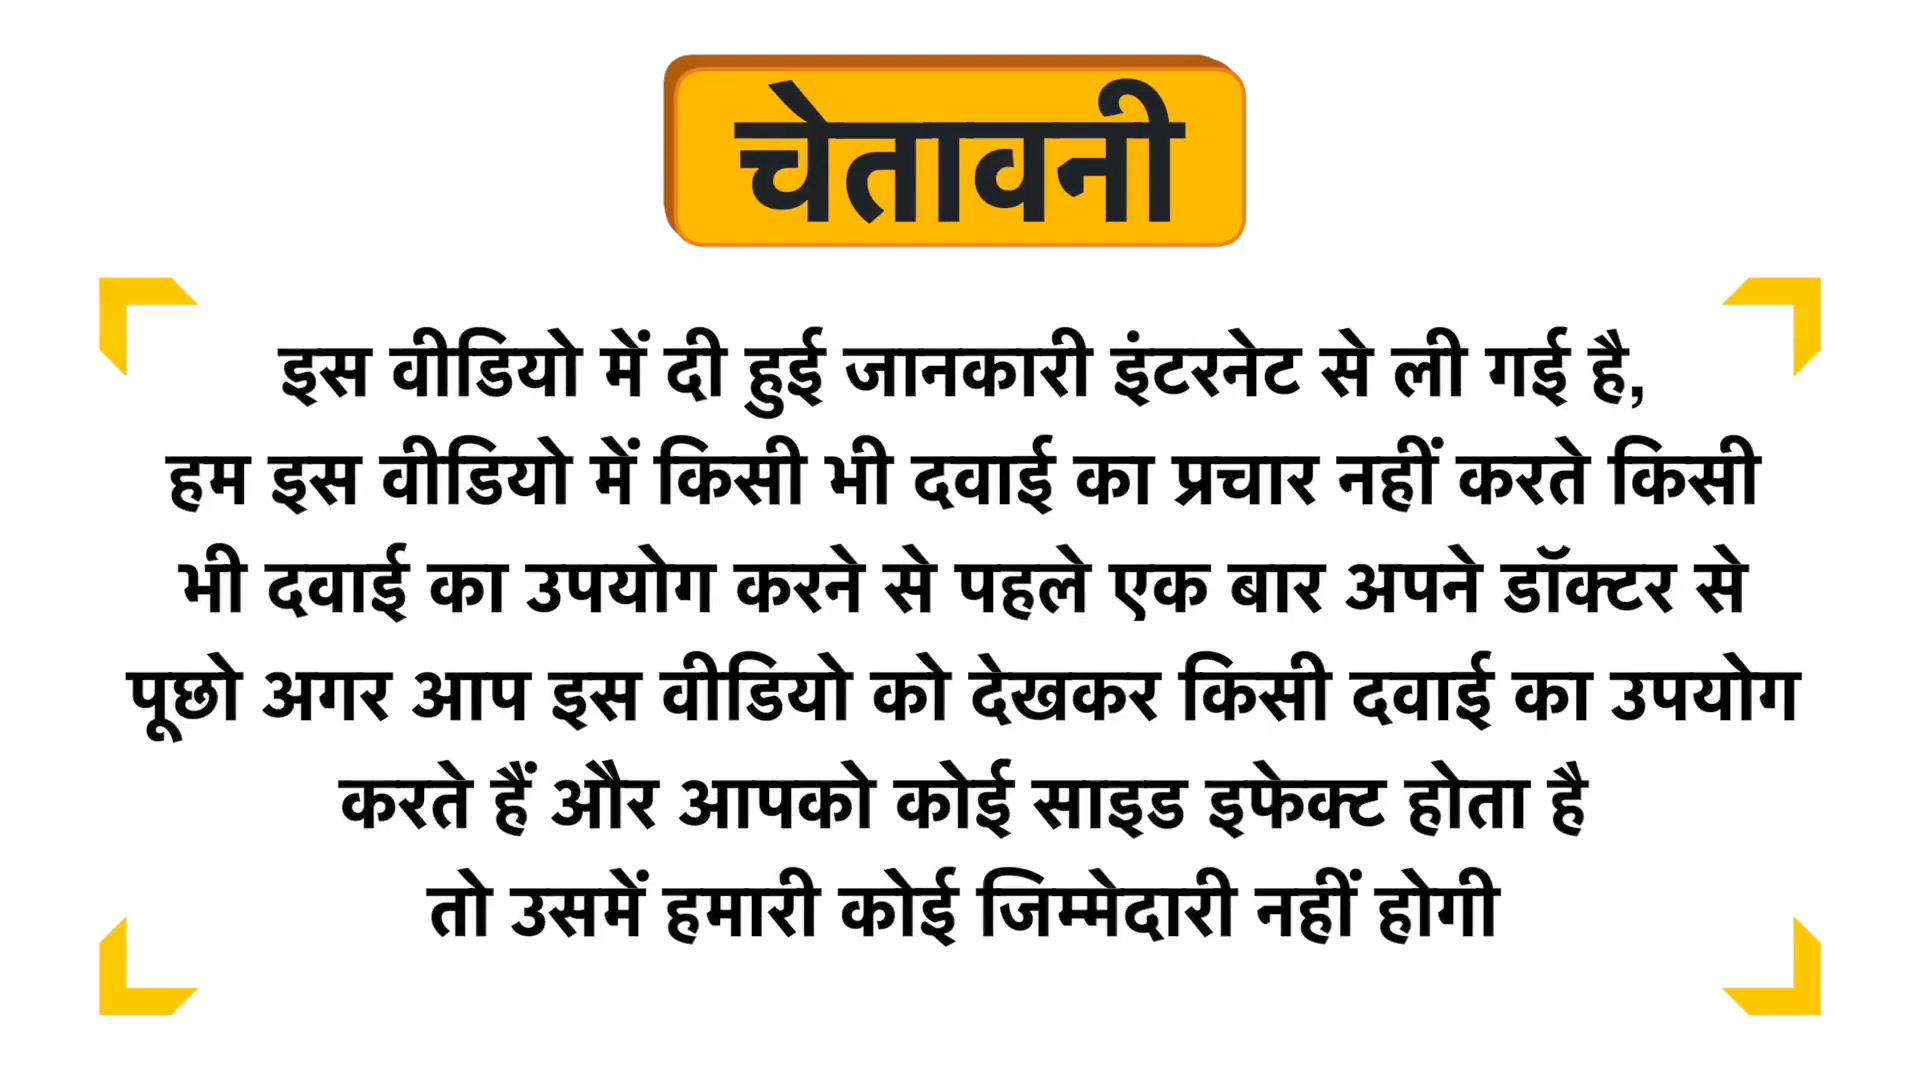 चेतावनी
इस वीडियो में दी हुई जानकारी इंटरनेट से ली गई है,
हम इस वीडियो में किसी भी दवाई का प्रचार नहीं करते किसी
भी दवाई का उपयोग करने से पहले एक बार अपने डॉक्टर से
पूछो अगर आप इस वीडियो को देखकर किसी दवाई का उपयोग
करते हैं और आपको कोई साइड इफेक्ट होता है
तो उसमें हमारी कोई जिम्मेदारी नहीं होगी